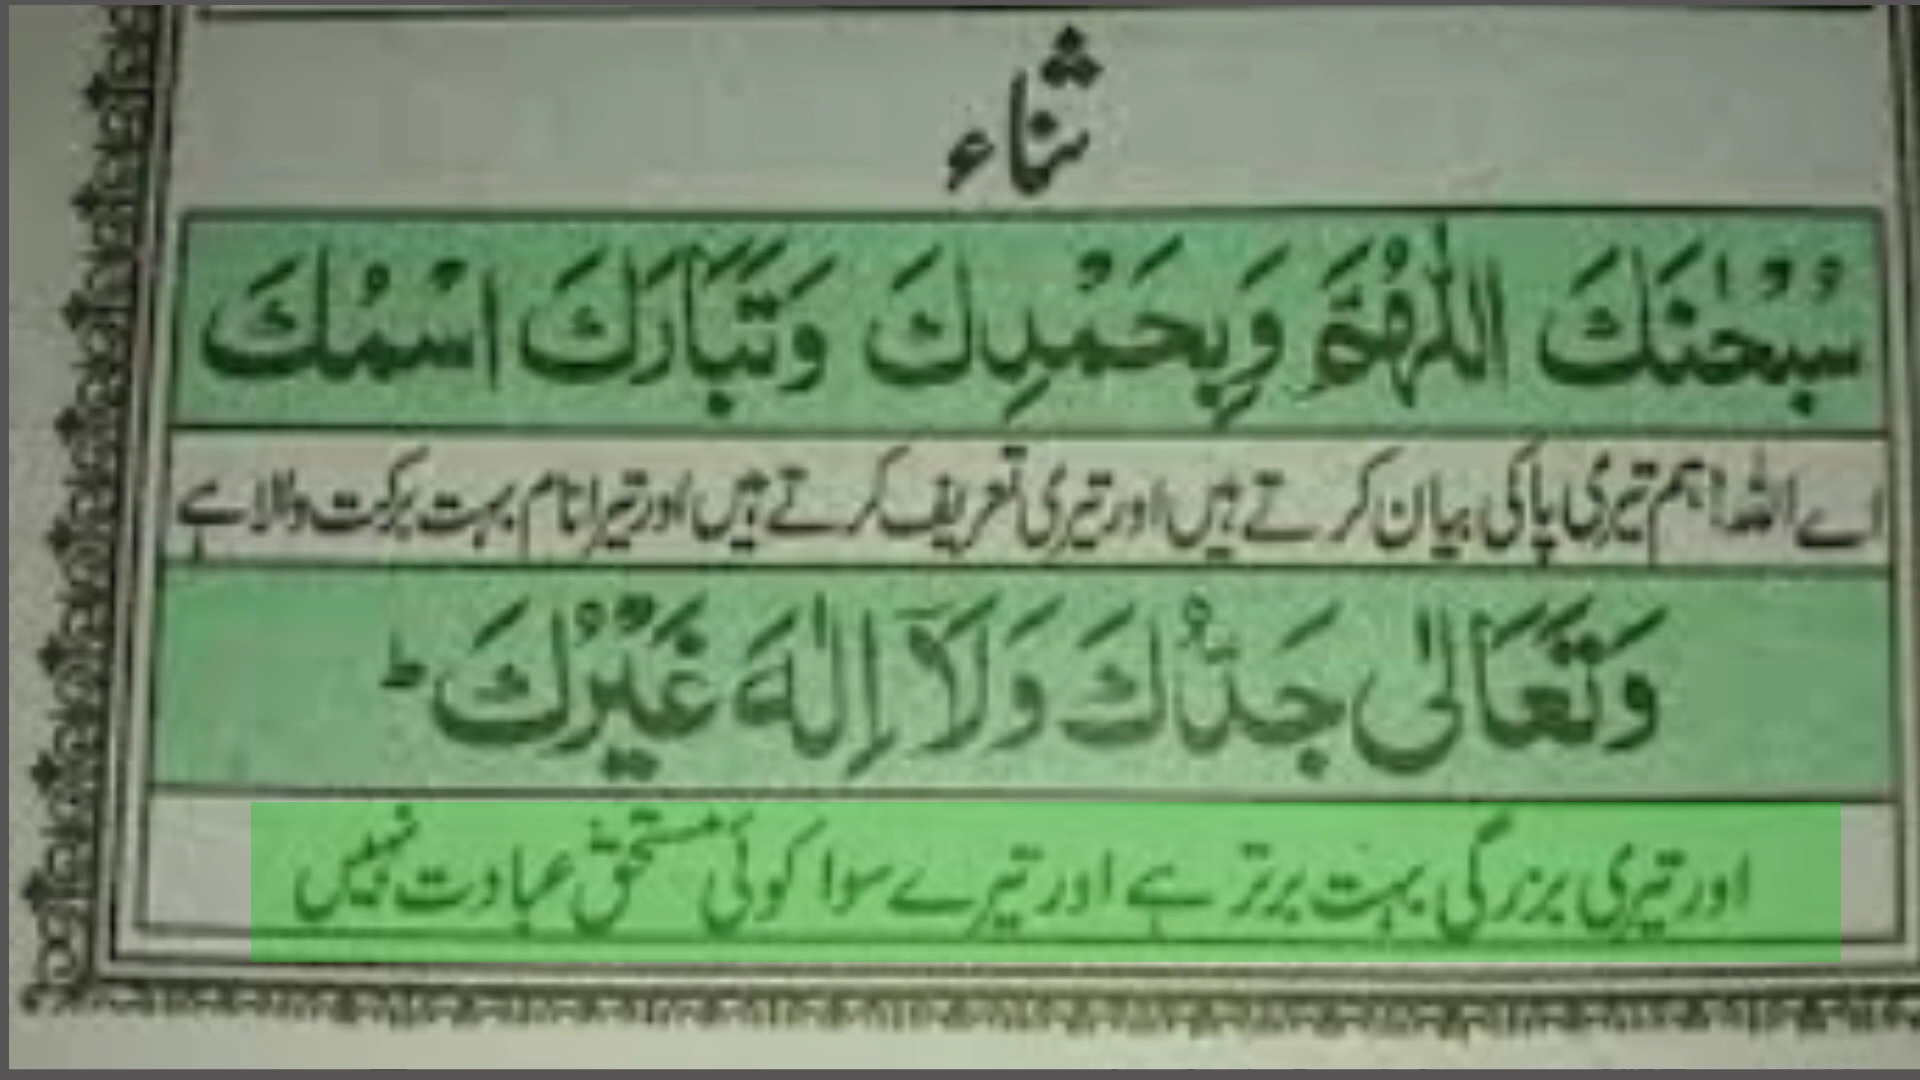 ثناء
سُبْحٰنَكَ اللّٰهُمَّ وَبِحَمْدِكَ وَتَبَارَكَ اسْمُكَ
اے اللہ! ہم تیری پاکی بیان کرتے ہیں اور تیری تعریف کرتے ہیں اور تیرا نام بہت برکت والا ہے
وَتَعَالٰى جَدُّكَ وَلَآ اِلٰهَ غَيْرُكَ ؕ
اور تیری بزرگی بہت برتر ہے اور تیرے سوا کوئی مستحق عبادت نہیں